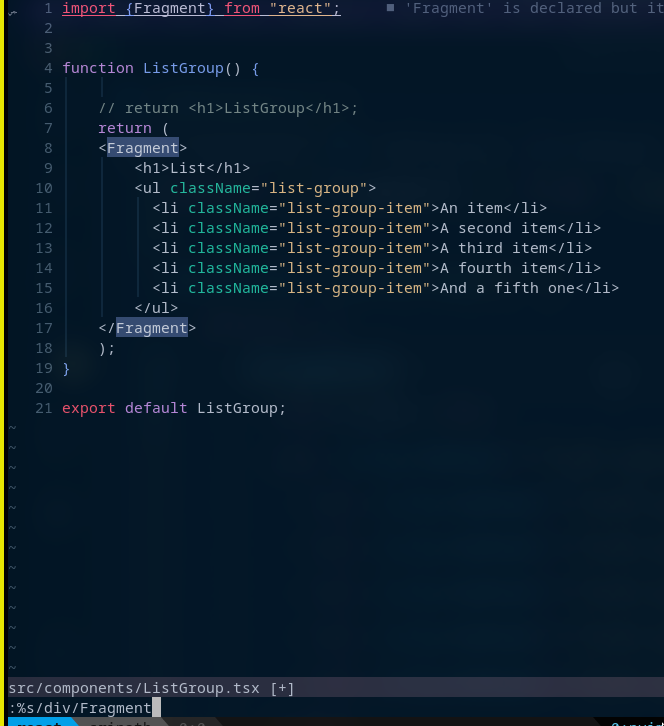 1 import {Fragment} from "react"; ■ 'Fragment' is declared but it
2
3
4 function ListGroup() {
5
6 // return <h1>ListGroup</h1>;
7 return (
8 <Fragment>
9 <h1>List</h1>
10 <ul className="list-group">
11 <li className="list-group-item">An item</li>
12 <li className="list-group-item">A second item</li>
13 <li className="list-group-item">A third item</li>
14 <li className="list-group-item">A fourth item</li>
15 <li className="list-group-item">And a fifth one</li>
16 </ul>
17 </Fragment>
18 );
19 }
20
21 export default ListGroup;
~
~
~
~
~
~
~
~
~
~
~
~
~
src/components/ListGroup.tsx [+]
:%s/div/Fragment